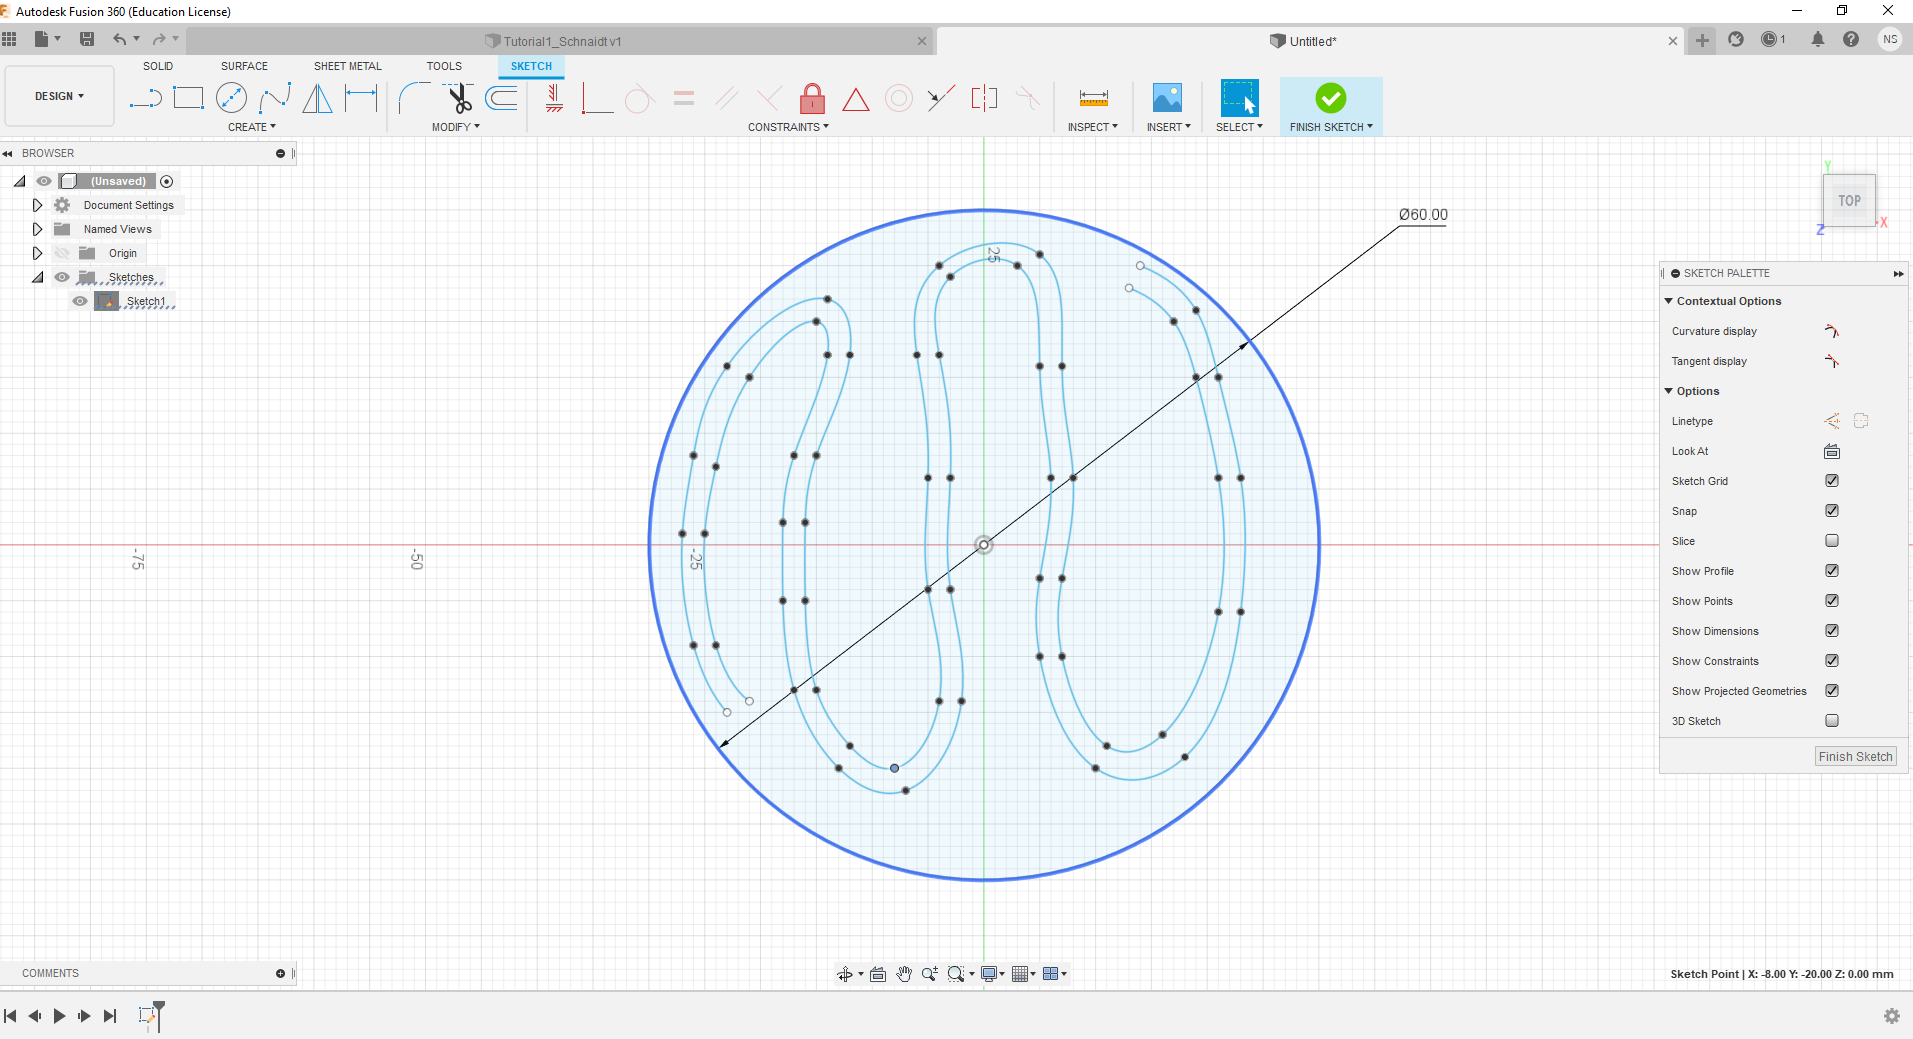 Autodesk Fusion 360 (Education License)
Tutorial1_Schnaidt v1
Untitled*
1
NS
DESIGN
SOLID
SURFACE
SHEET METAL
TOOLS
SKETCH
CREATE
MODIFY
CONSTRAINTS
INSPECT
INSERT
SELECT
FINISH SKETCH
BROWSER
(Unsaved)
Document Settings
Named Views
Origin
Sketches
Sketch1
Ø60.00
25
-75
-50
-25
Y
TOP
X
Z
SKETCH PALETTE
Contextual Options
Curvature display
Tangent display
Options
Linetype
Look At
Sketch Grid
Snap
Slice
Show Profile
Show Points
Show Dimensions
Show Constraints
Show Projected Geometries
3D Sketch
Finish Sketch
COMMENTS
Sketch Point | X: -8.00 Y: -20.00 Z: 0.00 mm